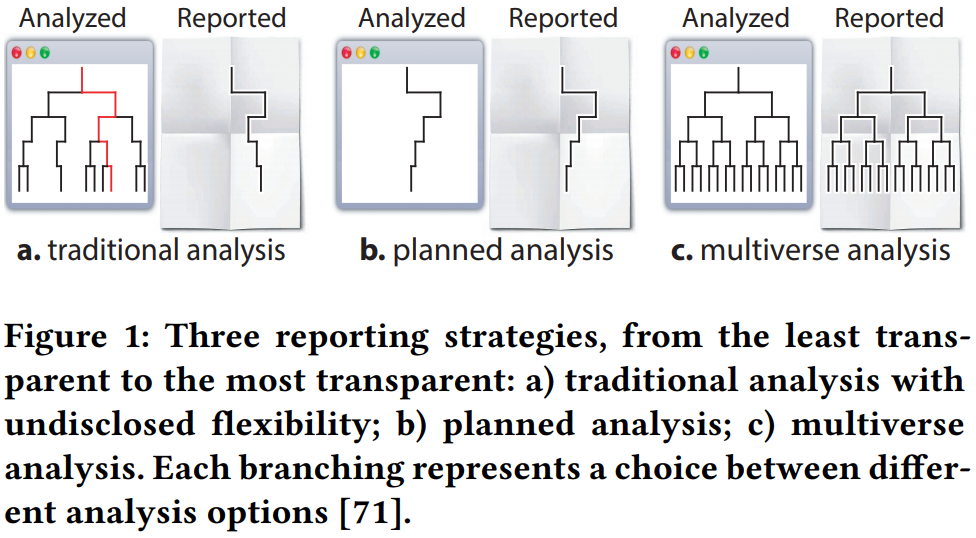 Analyzed Reported Analyzed Reported Analyzed Reported
a. traditional analysis b. planned analysis c. multiverse analysis
Figure 1: Three reporting strategies, from the least trans-
parent to the most transparent: a) traditional analysis with
undisclosed flexibility; b) planned analysis; c) multiverse
analysis. Each branching represents a choice between differ-
ent analysis options [71].